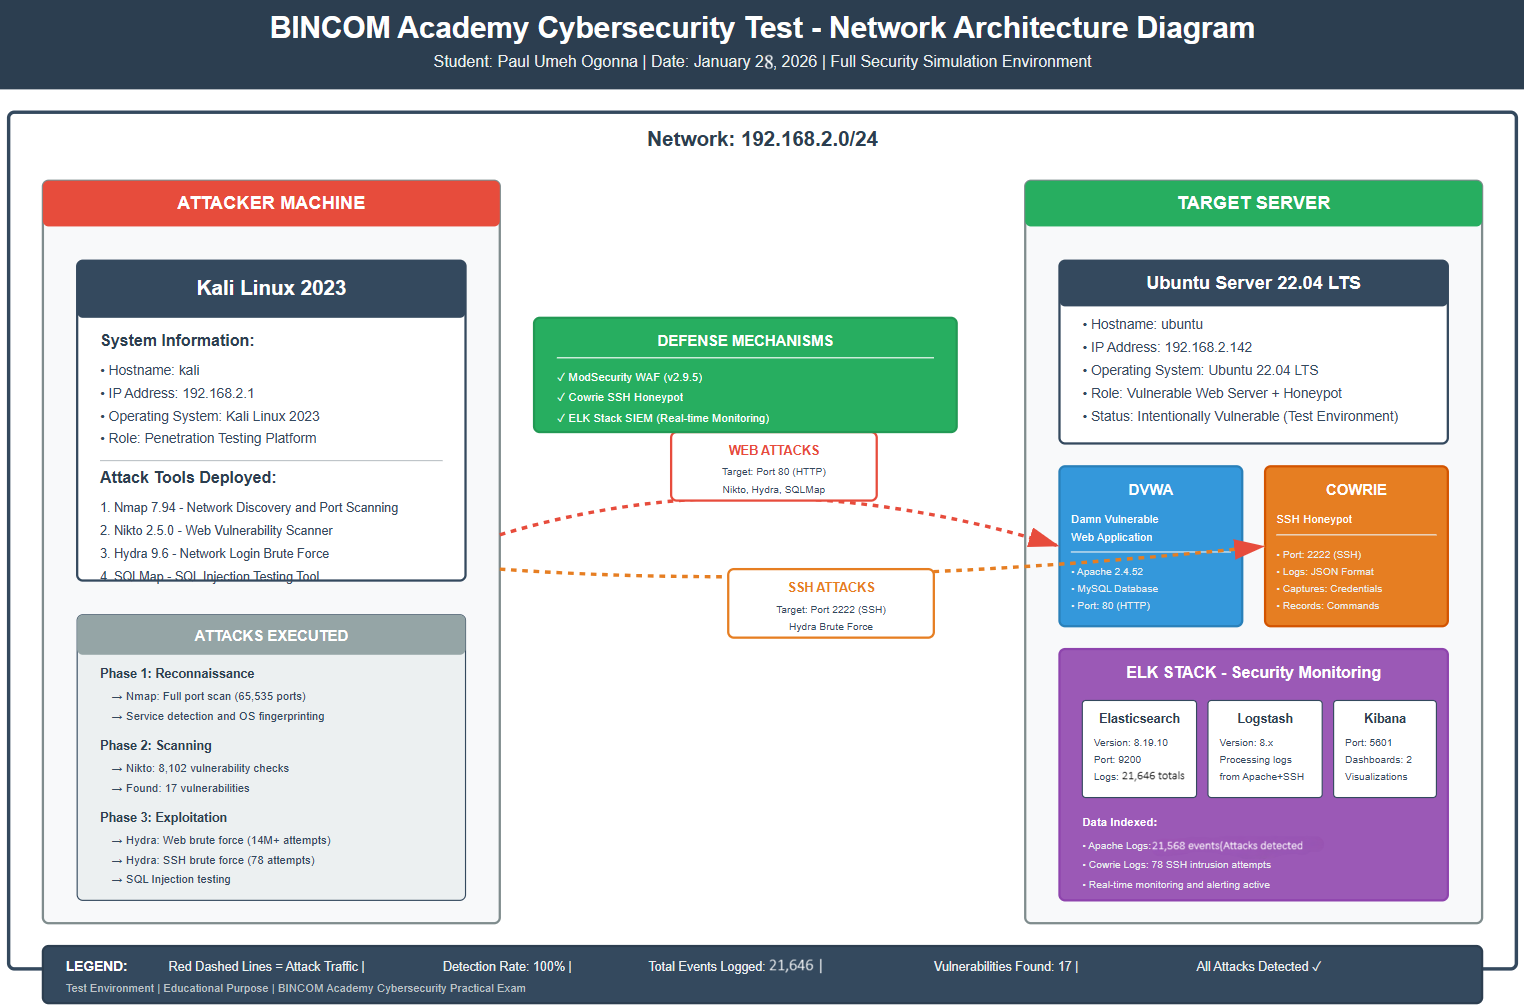 BINCOM Academy Cybersecurity Test - Network Architecture Diagram
Student: Paul Umeh Ogonna | Date: January 28, 2026 | Full Security Simulation Environment
Network: 192.168.2.0/24
ATTACKER MACHINE
Kali Linux 2023
System Information:
• Hostname: kali
• IP Address: 192.168.2.1
• Operating System: Kali Linux 2023
• Role: Penetration Testing Platform
Attack Tools Deployed:
1. Nmap 7.94 - Network Discovery and Port Scanning
2. Nikto 2.5.0 - Web Vulnerability Scanner
3. Hydra 9.6 - Network Login Brute Force
4. SQLMap - SQL Injection Testing Tool
ATTACKS EXECUTED
Phase 1: Reconnaissance
→ Nmap: Full port scan (65,535 ports)
→ Service detection and OS fingerprinting
Phase 2: Scanning
→ Nikto: 8,102 vulnerability checks
→ Found: 17 vulnerabilities
Phase 3: Exploitation
→ Hydra: Web brute force (14M+ attempts)
→ Hydra: SSH brute force (78 attempts)
→ SQL Injection testing
DEFENSE MECHANISMS
✓ ModSecurity WAF (v2.9.5)
✓ Cowrie SSH Honeypot
✓ ELK Stack SIEM (Real-time Monitoring)
WEB ATTACKS
Target: Port 80 (HTTP)
Nikto, Hydra, SQLMap
SSH ATTACKS
Target: Port 2222 (SSH)
Hydra Brute Force
TARGET SERVER
Ubuntu Server 22.04 LTS
• Hostname: ubuntu
• IP Address: 192.168.2.142
• Operating System: Ubuntu 22.04 LTS
• Role: Vulnerable Web Server + Honeypot
• Status: Intentionally Vulnerable (Test Environment)
DVWA
Damn Vulnerable
Web Application
• Apache 2.4.52
• MySQL Database
• Port: 80 (HTTP)
COWRIE
SSH Honeypot
• Port: 2222 (SSH)
• Logs: JSON Format
• Captures: Credentials
• Records: Commands
ELK STACK - Security Monitoring
Elasticsearch
Version: 8.19.10
Port: 9200
Logs: 21,646 totals
Logstash
Version: 8.x
Processing logs
from Apache+SSH
Kibana
Port: 5601
Dashboards: 2
Visualizations
Data Indexed:
• Apache Logs:21,568 events(Attacks detected
• Cowrie Logs: 78 SSH intrusion attempts
• Real-time monitoring and alerting active
LEGEND: Red Dashed Lines = Attack Traffic | Detection Rate: 100% | Total Events Logged: 21,646 | Vulnerabilities Found: 17 | All Attacks Detected ✓
Test Environment | Educational Purpose | BINCOM Academy Cybersecurity Practical Exam